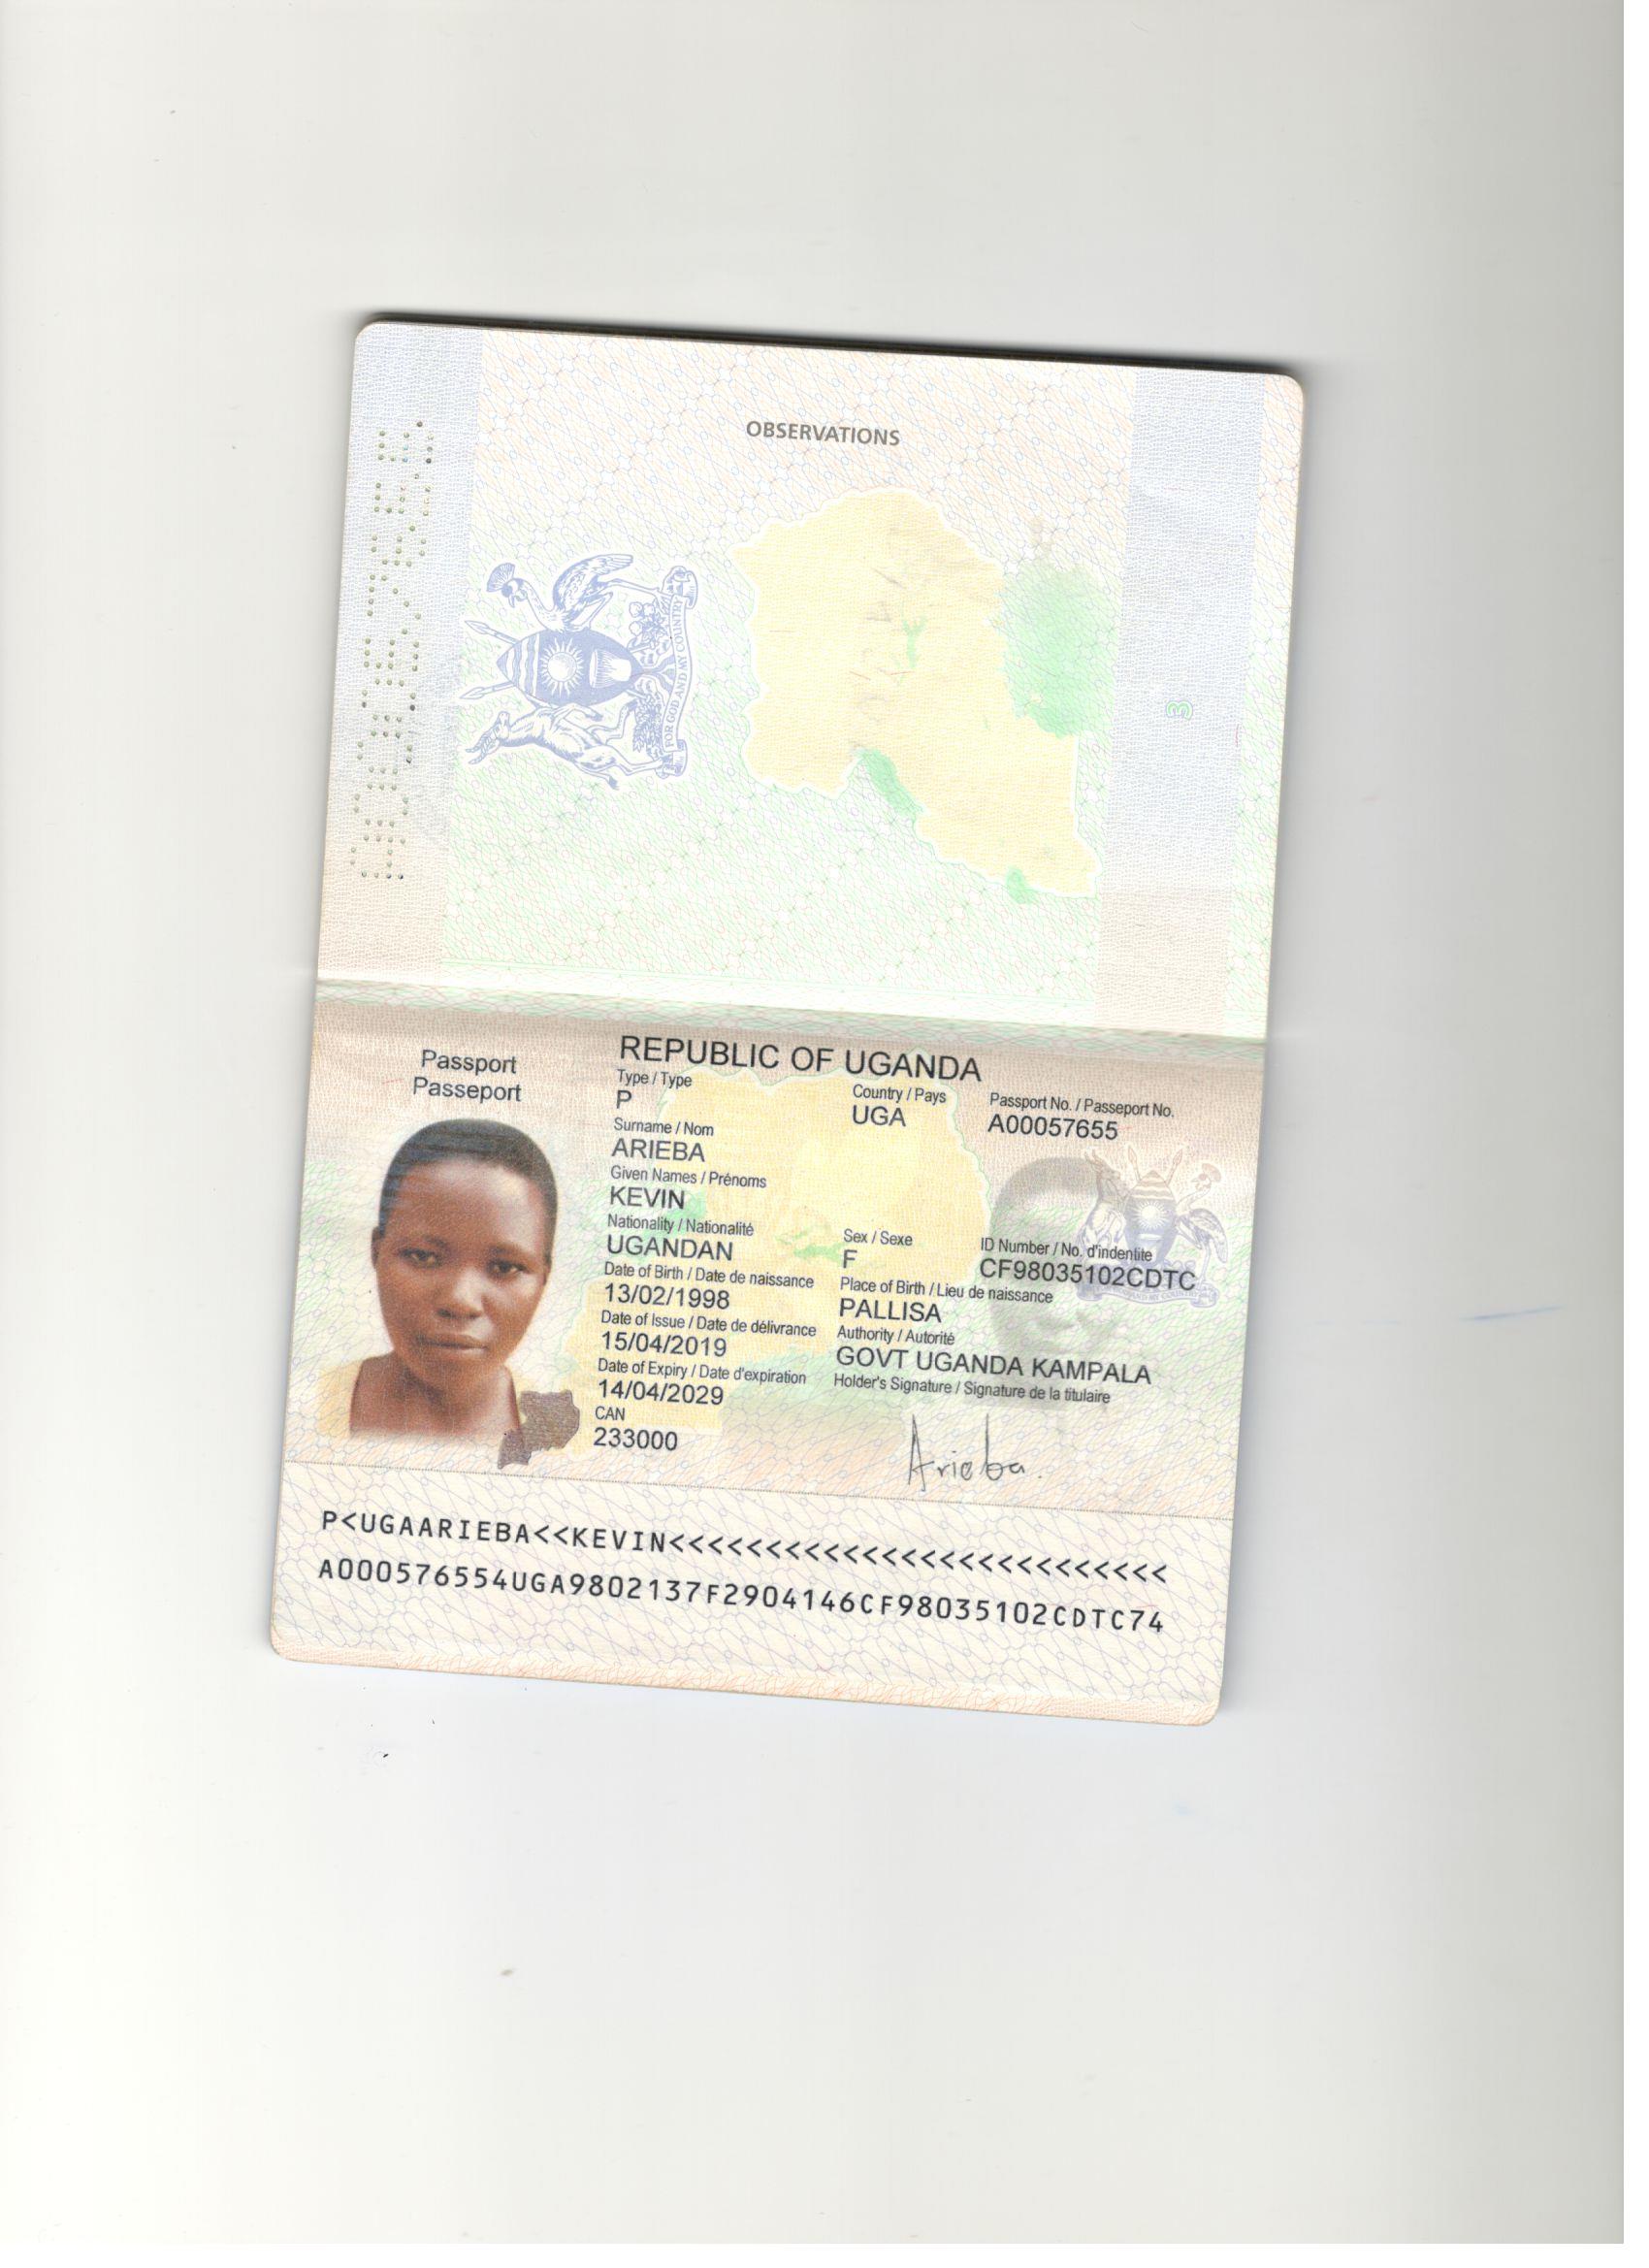 OBSERVATIONS
FOR GOD AND MY COUNTRY
3
REPUBLIC OF UGANDA
Passport
Passeport
Type / Type
P
Country / Pays
UGA
Passport No. / Passeport No.
A00057655
Surname / Nom
ARIEBA
Given Names / Prénoms
KEVIN
Nationality / Nationalité
UGANDAN
Sex / Sexe
F
ID Number / No. d'indentite
CF98035102CDTC
Date of Birth / Date de naissance
13/02/1998
Place of Birth / Lieu de naissance
PALLISA
Date of Issue / Date de délivrance
15/04/2019
Authority / Autorité
GOVT UGANDA KAMPALA
Date of Expiry / Date d'expiration
14/04/2029
Holder's Signature / Signature de la titulaire
CAN
233000
Arieba.
P<UGAARIEBA<<KEVIN<<<<<<<<<<<<<<<<<<<<<<<<<<
A000576554UGA9802137F2904146CF98035102CDTC74